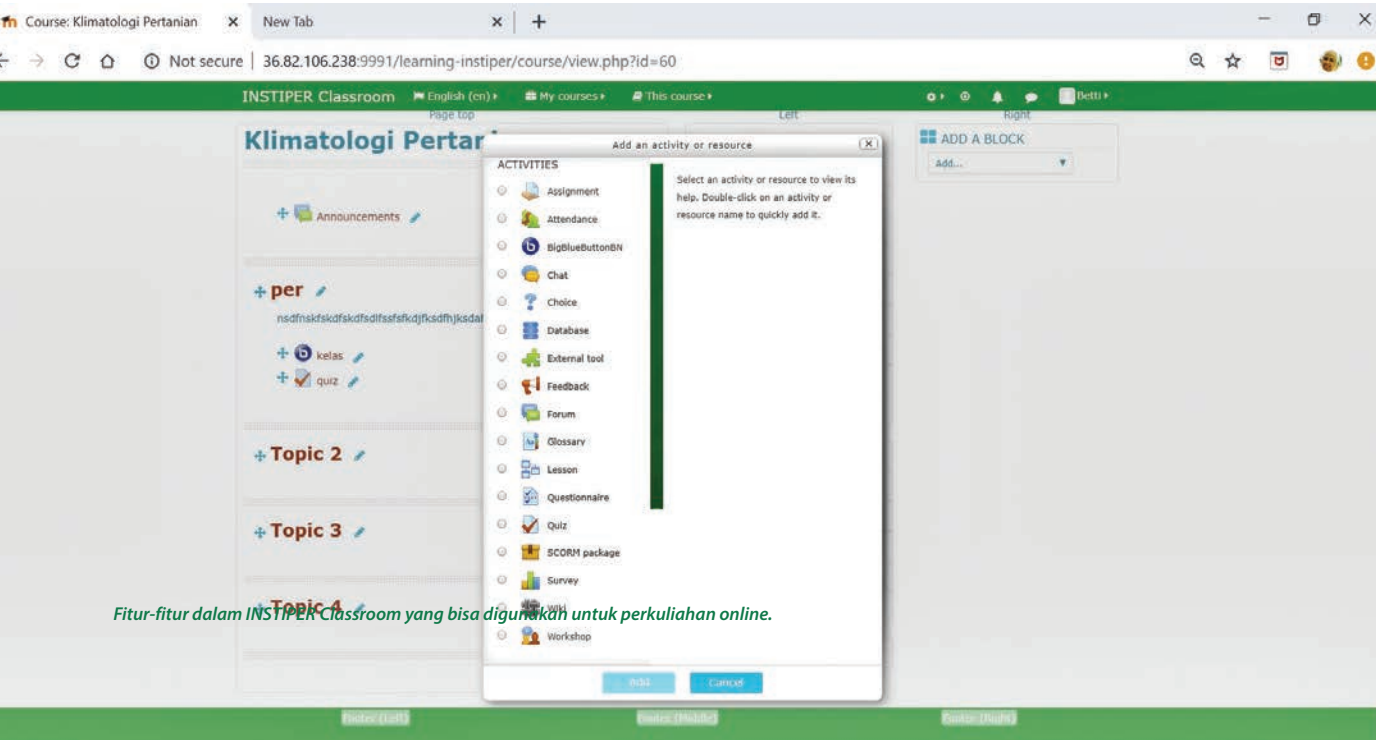 Course: Klimatologi Pertanian
New Tab
Not secure | 36.82.106.238:9991/learning-instiper/course/view.php?id=60
INSTIPER Classroom English (en) My courses This course Betti
Page top Left Right
Klimatologi Pertan
Announcements
per
kelas
quiz
Topic 2
Topic 3
Topic 4
Add an activity or resource
ACTIVITIES
Assignment
Attendance
BigBlueButtonBN
Chat
Choice
Database
External tool
Feedback
Forum
Glossary
Lesson
Questionnaire
Quiz
SCORM package
Survey
Wiki
Workshop
Select an activity or resource to view its
help. Double-click on an activity or
resource name to quickly add it.
Add
Cancel
ADD A BLOCK
Add...
Fitur-fitur dalam INSTIPER Classroom yang bisa digunakan untuk perkuliahan online.
Footer (Left) Footer (Middle) Footer (Right)